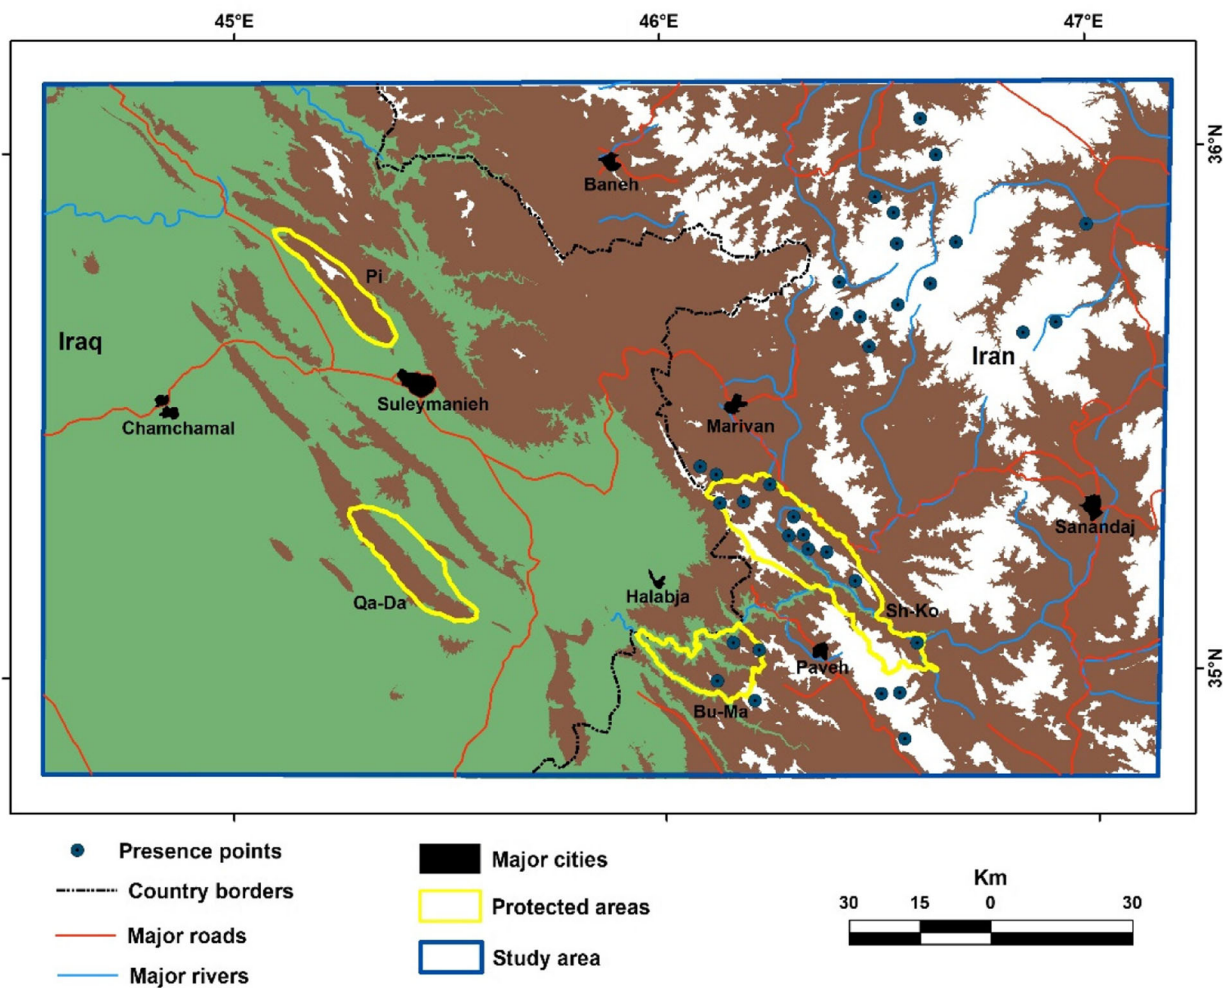 45°E 46°E 47°E
36°N
Baneh
Pi
Iraq
Iran
Suleymanieh
Chamchamal
Marivan
Sanandaj
Halabja
Qa-Da
Sh-Ko
Paveh
35°N
Bu-Ma
Presence points
Country borders
Major roads
Major rivers
Major cities
Protected areas
Study area
Km
30 15 0 30